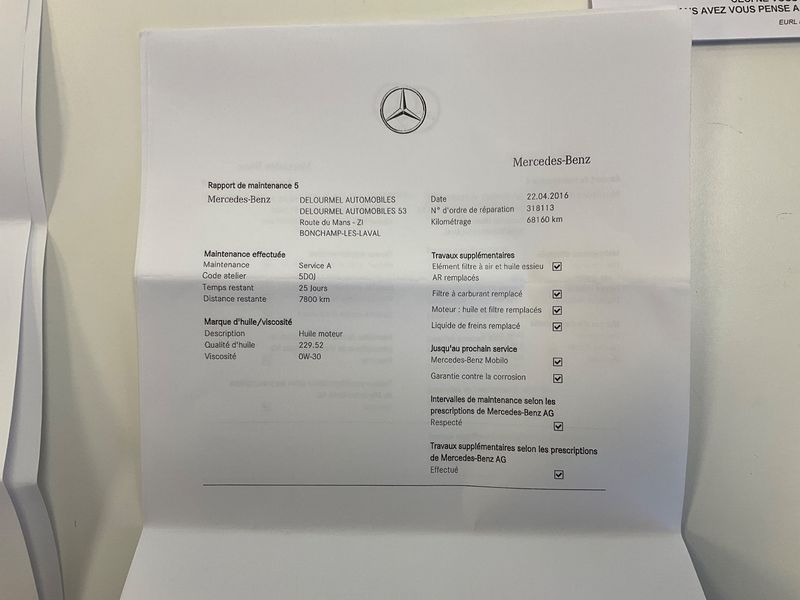 NS AVEZ VOUS PENSE A
EURL
Mercedes-Benz
Rapport de maintenance 5
Mercedes-Benz
DELOURMEL AUTOMOBILES
DELOURMEL AUTOMOBILES 53
Route du Mans - ZI
BONCHAMP-LES-LAVAL
Date 22.04.2016
N° d'ordre de réparation 318113
Kilométrage 68160 km
Maintenance effectuée
Maintenance Service A
Code atelier 5D0J
Temps restant 25 Jours
Distance restante 7800 km
Marque d'huile/viscosité
Description Huile moteur
Qualité d'huile 229.52
Viscosité 0W-30
Travaux supplémentaires
Elément filtre à air et huile essieu
AR remplacés
Filtre à carburant remplacé
Moteur : huile et filtre remplacés
Liquide de freins remplacé
Jusqu'au prochain service
Mercedes-Benz Mobilo
Garantie contre la corrosion
Intervalles de maintenance selon les
prescriptions de Mercedes-Benz AG
Respecté
Travaux supplémentaires selon les prescriptions
de Mercedes-Benz AG
Effectué